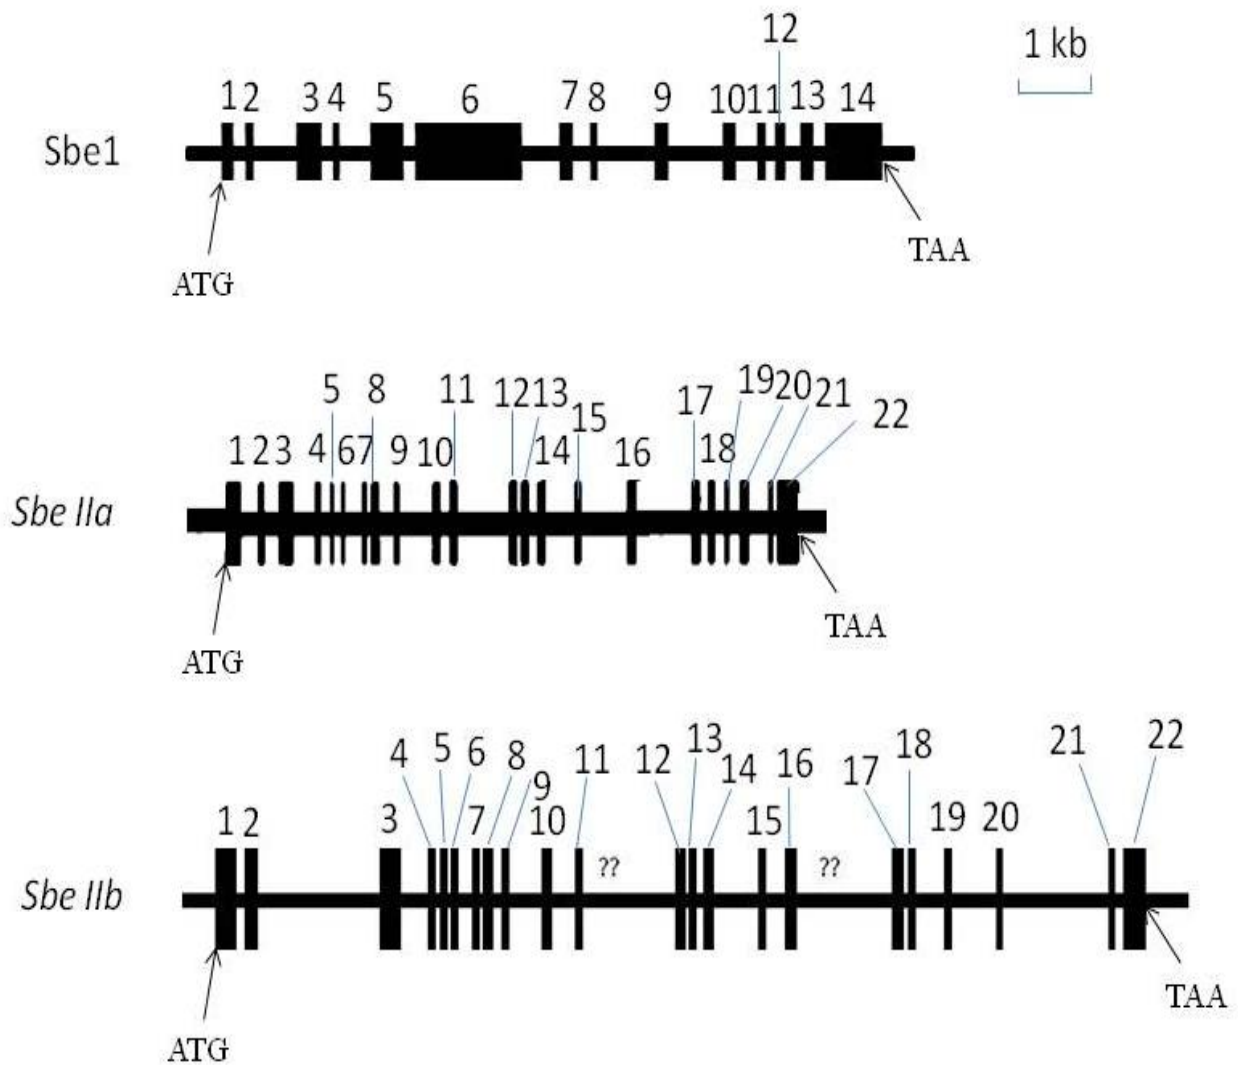 12
1 kb
1 2 3 4 5 6 7 8 9 10 11 13 14
Sbe1
TAA
ATG
5 8 11 12 13 15 17 19 20 21 22
1 2 3 4 6 7 9 10 14 16 18
Sbe IIa
TAA
ATG
4 5 6 8 9 11 12 13 14 16 17 18 21 22
1 2 3 7 10 15 19 20
?? ??
Sbe IIb
TAA
ATG